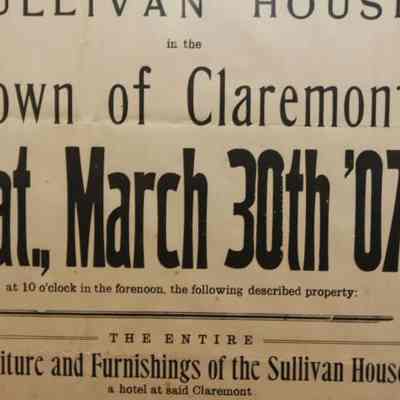 SULLIVAN HOUSE
in the
own of Claremont
at., March 30th '07
at 10 o'clock in the forenoon, the following described property:
THE ENTIRE
iture and Furnishings of the Sullivan House
a hotel at said Claremont